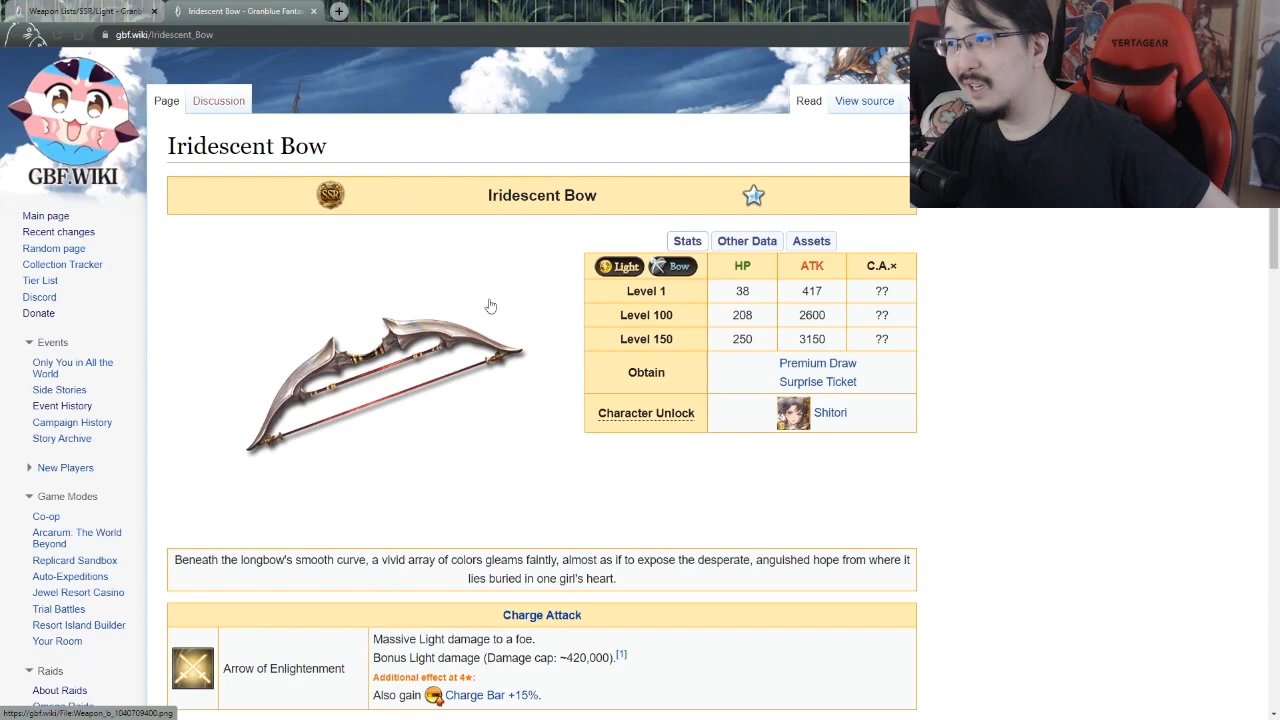 Weapon Lists/SSR/Light - Granbl
Iridescent Bow - Granblue Fanta
gbf.wiki/Iridescent_Bow
VERTAGEAR
GBF.WIKI
Page
Discussion
Read
View source
Iridescent Bow
SSR
Iridescent Bow
Main page
Recent changes
Random page
Collection Tracker
Tier List
Discord
Donate
Events
Only You in All the
World
Side Stories
Event History
Campaign History
Story Archive
New Players
Game Modes
Co-op
Arcarum: The World
Beyond
Replicard Sandbox
Auto-Expeditions
Jewel Resort Casino
Trial Battles
Resort Island Builder
Your Room
Raids
About Raids
Stats
Other Data
Assets
Light Bow HP ATK C.A.×
Level 1 38 417 ??
Level 100 208 2600 ??
Level 150 250 3150 ??
Obtain
Premium Draw
Surprise Ticket
Character Unlock Shitori
Beneath the longbow's smooth curve, a vivid array of colors gleams faintly, almost as if to expose the desperate, anguished hope from where it
lies buried in one girl's heart.
Charge Attack
Arrow of Enlightenment
Massive Light damage to a foe.
Bonus Light damage (Damage cap: ~420,000).[1]
Additional effect at 4★:
Also gain Charge Bar +15%.
https://gbf.wiki/File:Weapon_b_1040709400.png